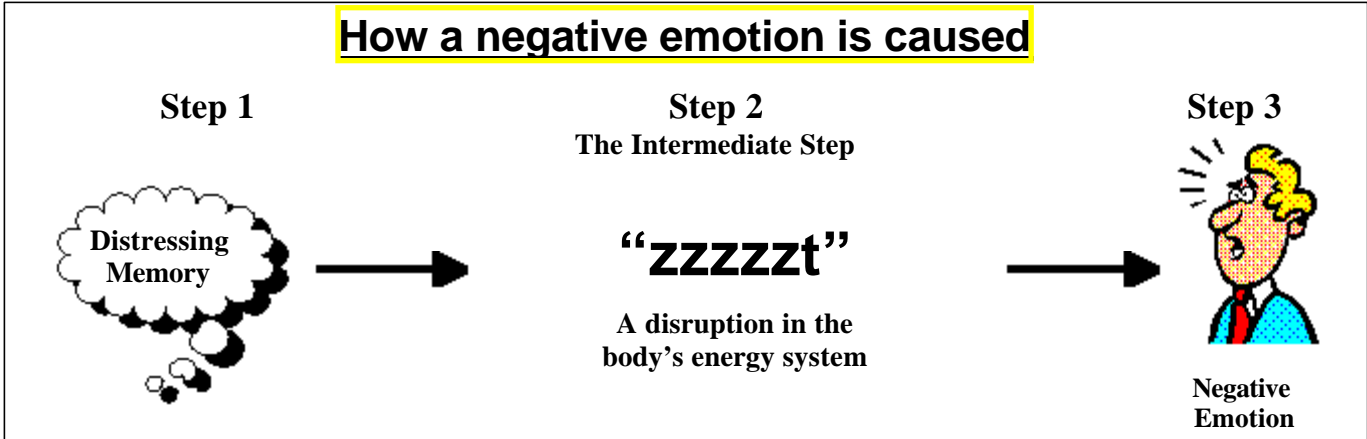 How a negative emotion is caused
Step 1
Step 2
Step 3
The Intermediate Step
Distressing
Memory
“zzzzzt”
A disruption in the
body’s energy system
Negative
Emotion